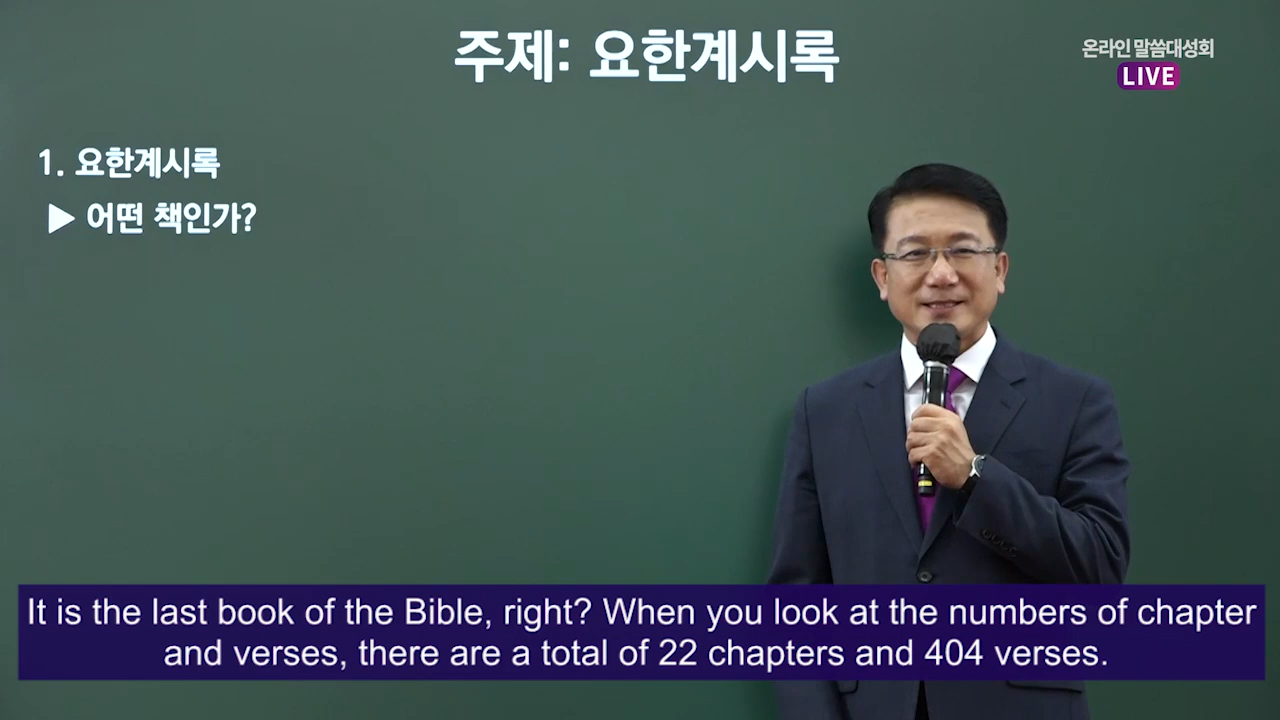 주제: 요한계시록
온라인 말씀대성회
LIVE
1. 요한계시록
▶ 어떤 책인가?
It is the last book of the Bible, right? When you look at the numbers of chapter
and verses, there are a total of 22 chapters and 404 verses.